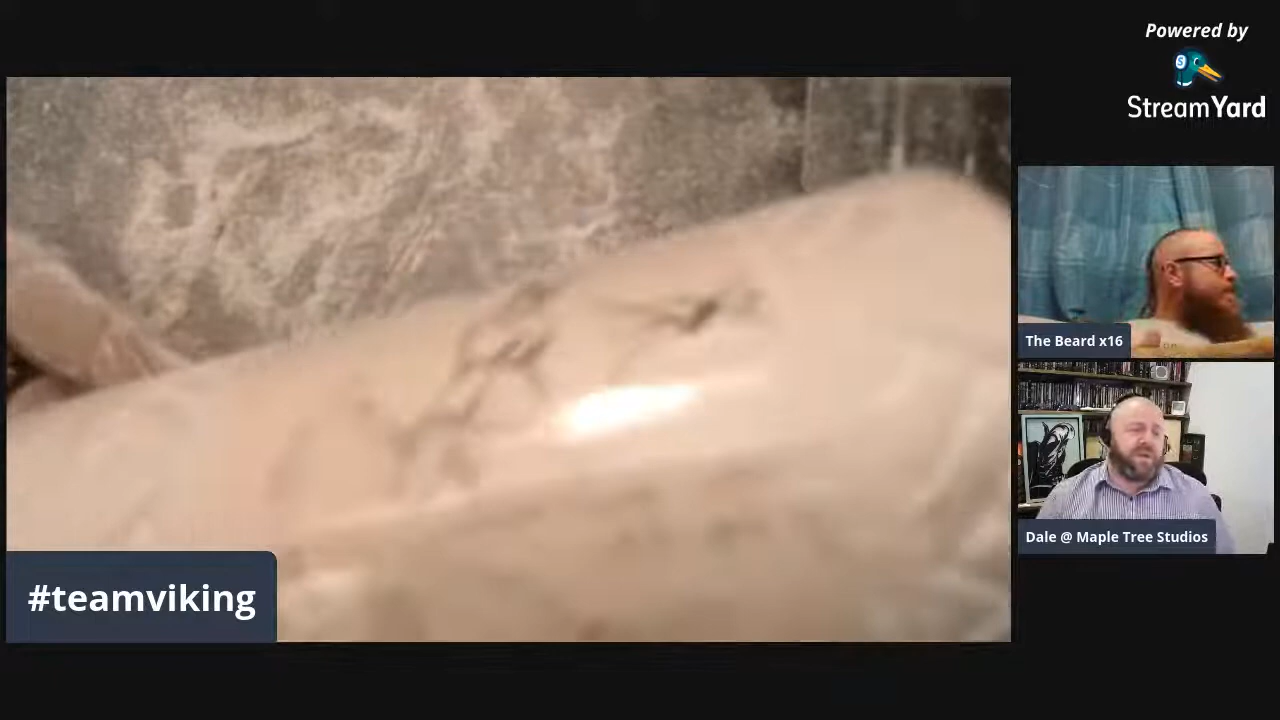 Powered by
StreamYard
The Beard x16
Dale @ Maple Tree Studios
#teamviking